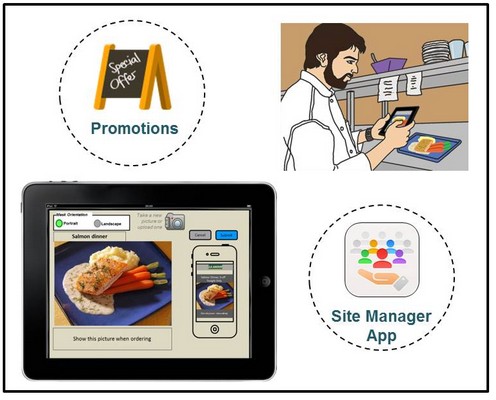 Special
Offer
Promotions
Meal Orientation
Portrait
Landscape
Take a new
picture or
upload one
Cancel
Salmon dinner
Show this picture when ordering
Site Manager
App